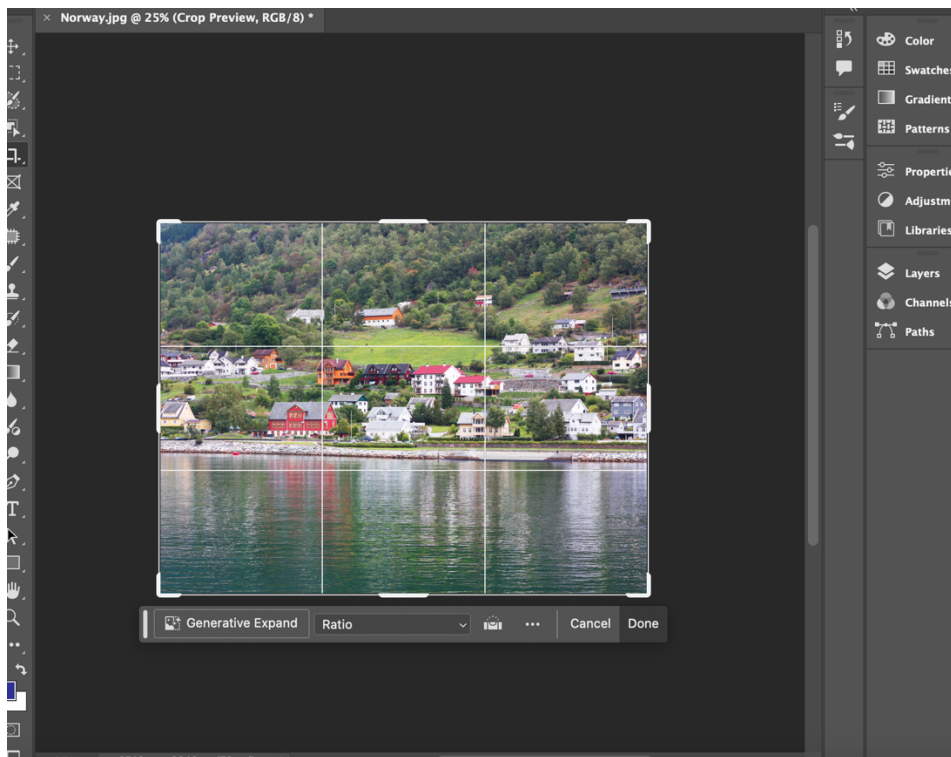 × Norway.jpg @ 25% (Crop Preview, RGB/8) *
Color
Swatches
Gradient
Patterns
Properti
Adjustm
Libraries
Layers
Channels
Paths
Generative Expand
Ratio
Cancel
Done